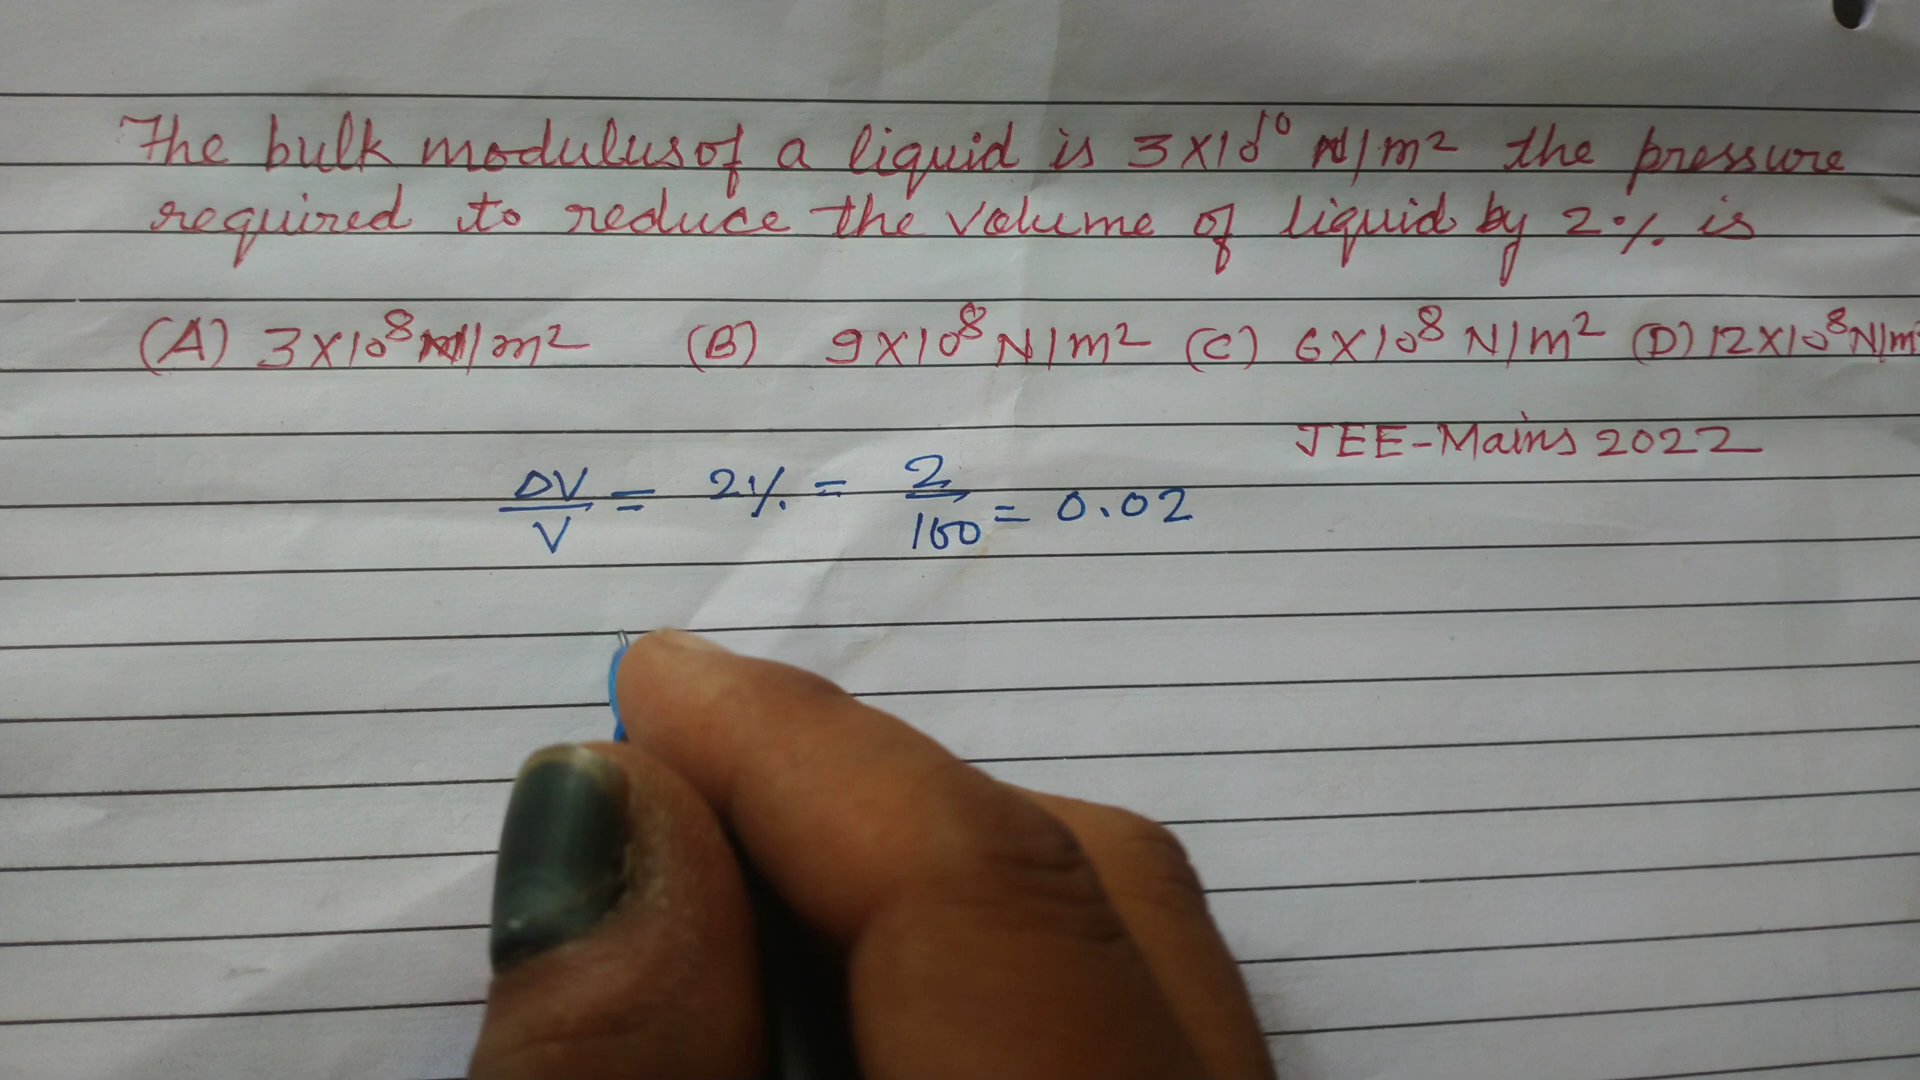 The bulk modulus of a liquid is 3×10¹⁰ N/m² the pressure
required to reduce the volume of liquid by 2% is
(A) 3×10⁸ N/m² (B) 9×10⁸ N/m² (C) 6×10⁸ N/m² (D) 12×10⁸ N/m²
JEE-Mains 2022
ΔV/V = 2% = 2/100 = 0.02